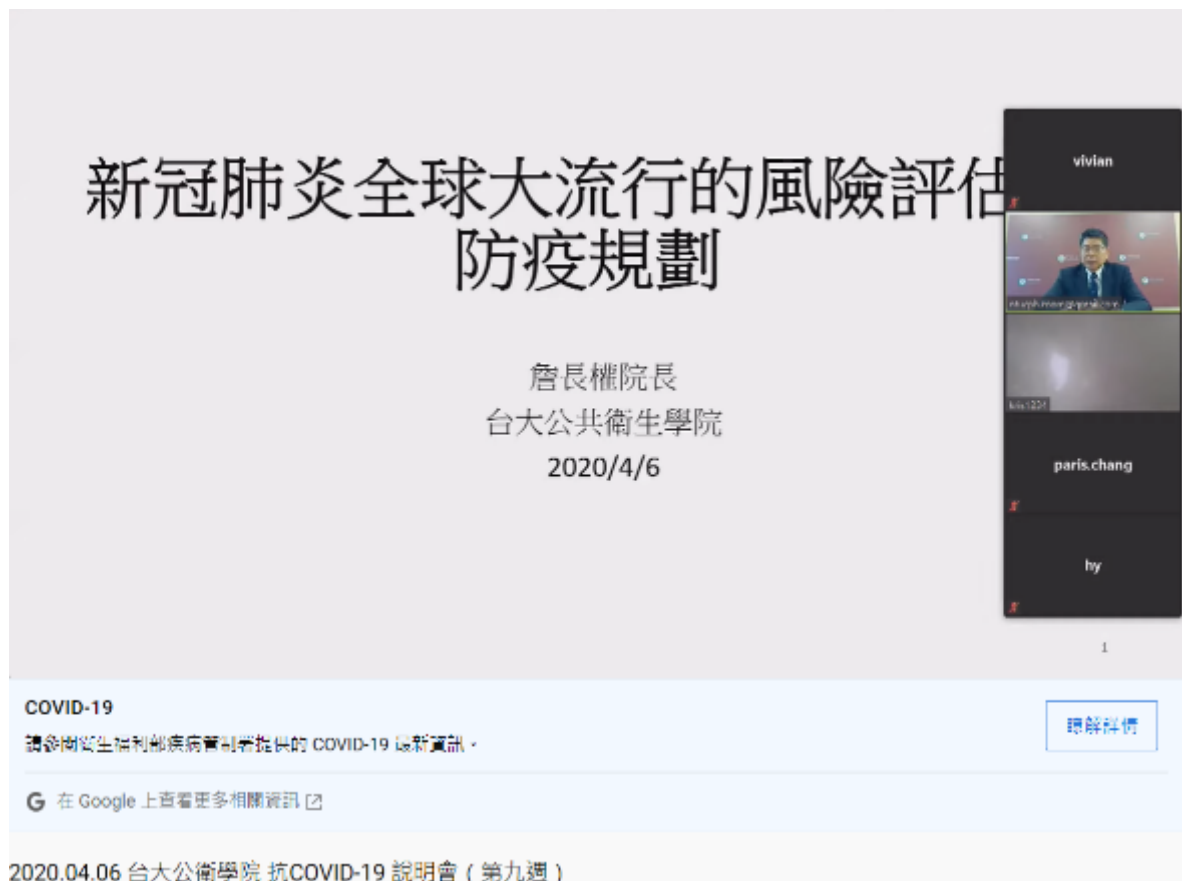 新冠肺炎全球大流行的風險評估
防疫規劃
詹長權院長
台大公共衛生學院
2020/4/6
vivian
paris.chang
hy
1
COVID-19
請參閱衛生福利部疾病管制署提供的 COVID-19 最新資訊。
瞭解詳情
G 在 Google 上查看更多相關資訊
2020.04.06 台大公衛學院 抗COVID-19 說明會（第九週）